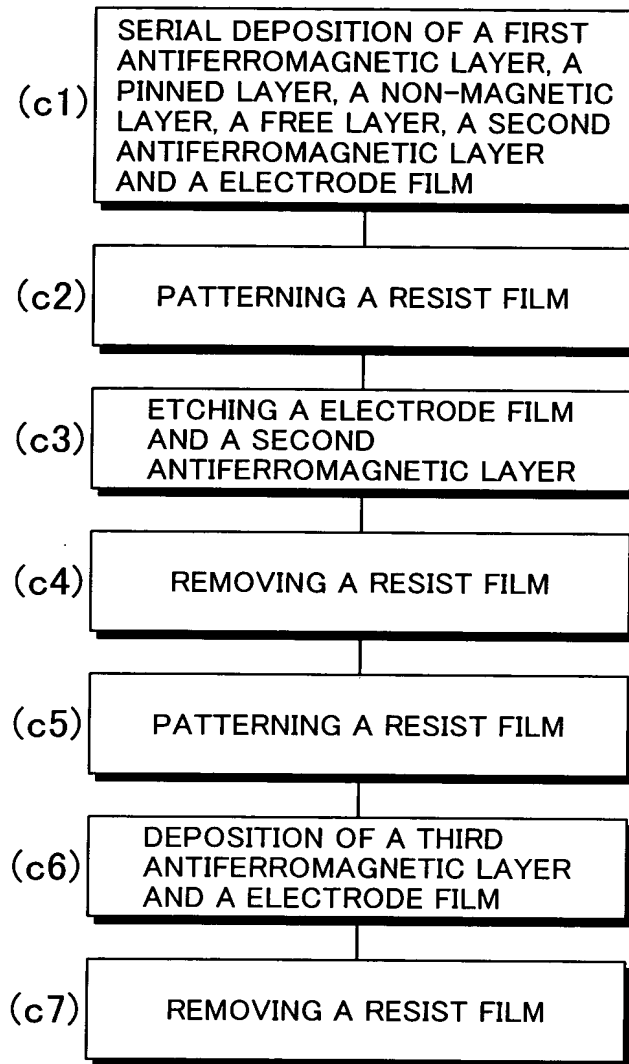 (c1)
SERIAL DEPOSITION OF A FIRST
ANTIFERROMAGNETIC LAYER, A
PINNED LAYER, A NON-MAGNETIC
LAYER, A FREE LAYER, A SECOND
ANTIFERROMAGNETIC LAYER
AND A ELECTRODE FILM
(c2)
PATTERNING A RESIST FILM
(c3)
ETCHING A ELECTRODE FILM
AND A SECOND
ANTIFERROMAGNETIC LAYER
(c4)
REMOVING A RESIST FILM
(c5)
PATTERNING A RESIST FILM
(c6)
DEPOSITION OF A THIRD
ANTIFERROMAGNETIC LAYER
AND A ELECTRODE FILM
(c7)
REMOVING A RESIST FILM